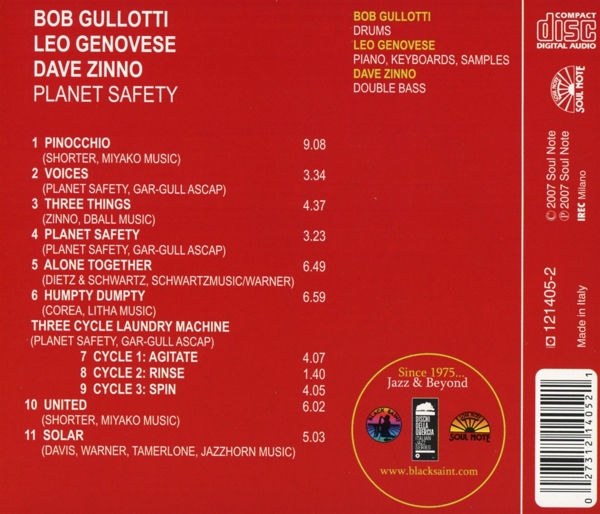 BOB GULLOTTI
LEO GENOVESE
DAVE ZINNO
PLANET SAFETY
BOB GULLOTTI
DRUMS
LEO GENOVESE
PIANO, KEYBOARDS, SAMPLES
DAVE ZINNO
DOUBLE BASS
1 PINOCCHIO 9.08
(SHORTER, MIYAKO MUSIC)
2 VOICES 3.34
(PLANET SAFETY, GAR-GULL ASCAP)
3 THREE THINGS 4.37
(ZINNO, DBALL MUSIC)
4 PLANET SAFETY 3.23
(PLANET SAFETY, GAR-GULL ASCAP)
5 ALONE TOGETHER 6.49
(DIETZ & SCHWARTZ, SCHWARTZMUSIC/WARNER)
6 HUMPTY DUMPTY 6.59
(COREA, LITHA MUSIC)
THREE CYCLE LAUNDRY MACHINE
(PLANET SAFETY, GAR-GULL ASCAP)
7 CYCLE 1: AGITATE 4.07
8 CYCLE 2: RINSE 1.40
9 CYCLE 3: SPIN 4.05
10 UNITED 6.02
(SHORTER, MIYAKO MUSIC)
11 SOLAR 5.03
(DAVIS, WARNER, TAMERLONE, JAZZHORN MUSIC)
Since 1975...
Jazz & Beyond
BLACK SAINT
DISCHI
DELLA
QUERCIA
ITALIAN
JAZZ
SERIES
SOUL NOTE
www.blacksaint.com
COMPACT
disc
DIGITAL AUDIO
SOUL NOTE
© 2007 Soul Note
℗ 2007 Soul Note
IREC Milano
121405-2
Made in Italy
0 27312 14052 1